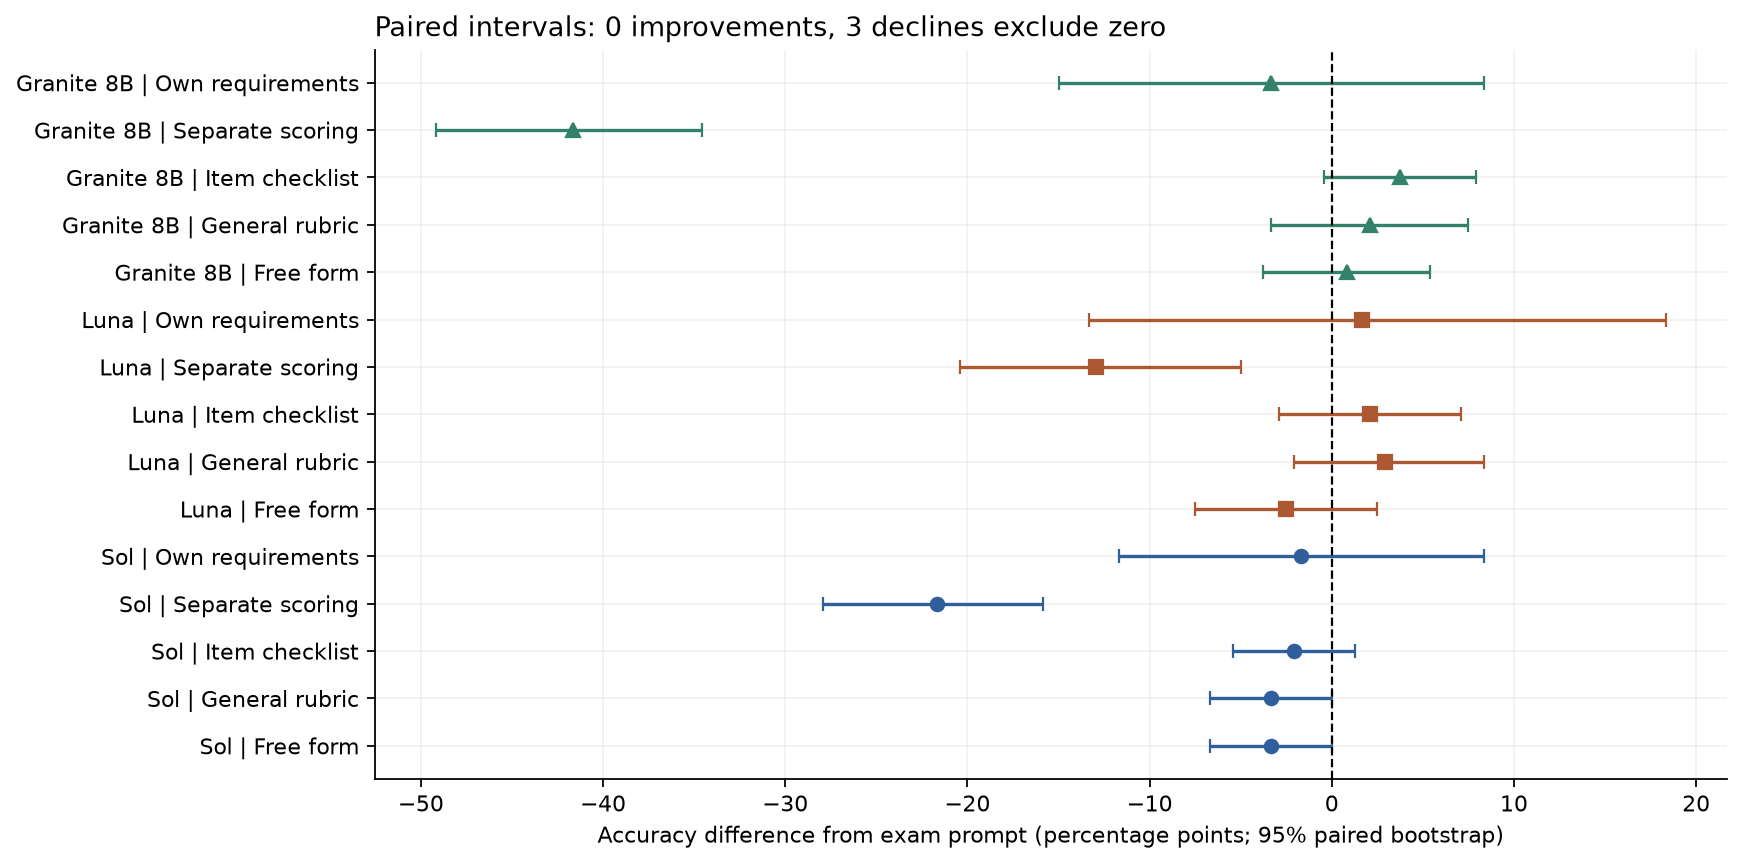 Paired intervals: 0 improvements, 3 declines exclude zero
Granite 8B | Own requirements
Granite 8B | Separate scoring
Granite 8B | Item checklist
Granite 8B | General rubric
Granite 8B | Free form
Luna | Own requirements
Luna | Separate scoring
Luna | Item checklist
Luna | General rubric
Luna | Free form
Sol | Own requirements
Sol | Separate scoring
Sol | Item checklist
Sol | General rubric
Sol | Free form
−50 −40 −30 −20 −10 0 10 20
Accuracy difference from exam prompt (percentage points; 95% paired bootstrap)